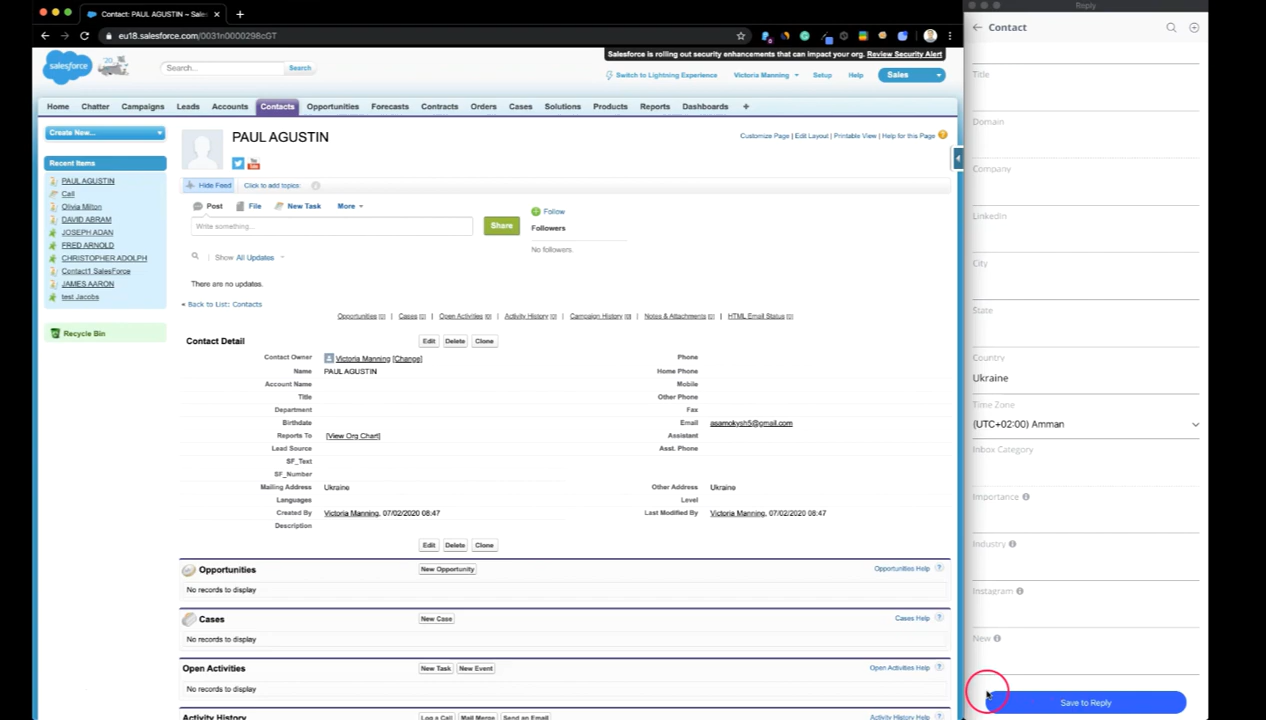 Contact: PAUL AGUSTIN ~ Sale
Reply
eu18.salesforce.com/0031n0000298cGT
Contact
Salesforce is rolling out security enhancements that can impact your org. Review Security Alert
salesforce
'20
Search...
Search
Switch to Lightning Experience
Victoria Manning
Setup
Help
Sales
Title
Home
Chatter
Campaigns
Leads
Accounts
Contacts
Opportunities
Forecasts
Contracts
Orders
Cases
Solutions
Products
Reports
Dashboards
+
Domain
Create New...
PAUL AGUSTIN
Customize Page | Edit Layout | Printable View | Help for this Page
Recent Items
Company
PAUL AGUSTIN
Call
Olivia Milton
DAVID ABRAM
JOSEPH ADAN
FRED ARNOLD
CHRISTOPHER ADOLPH
Contact1 SalesForce
JAMES AARON
test Jacobs
Recycle Bin
Hide Feed
Click to add topics:
Post
File
New Task
More
Write something...
Share
Follow
Followers
No followers.
Show All Updates
There are no updates.
Back to List: Contacts
Opportunities [0]
Cases [0]
Open Activities [0]
Activity History [0]
Campaign History [0]
Notes & Attachments [0]
HTML Email Status [0]
Contact Detail
Edit
Delete
Clone
Contact Owner Victoria Manning [Change]
Phone
Name PAUL AGUSTIN
Home Phone
Account Name
Mobile
Title
Other Phone
Department
Fax
Birthdate
Email asamokysh5@gmail.com
Reports To [View Org Chart]
Assistant
Lead Source
Asst. Phone
SF_Text
SF_Number
Mailing Address Ukraine
Other Address Ukraine
Languages
Level
Created By Victoria Manning, 07/02/2020 08:47
Last Modified By Victoria Manning, 07/02/2020 08:47
Description
Edit
Delete
Clone
Opportunities
New Opportunity
Opportunities Help
No records to display
Cases
New Case
Cases Help
No records to display
Open Activities
New Task
New Event
Open Activities Help
No records to display
Activity History
Log a Call
Mail Merge
Send an Email
Activity History Help
LinkedIn
City
State
Country
Ukraine
Time Zone
(UTC+02:00) Amman
Inbox Category
Importance
Industry
Instagram
New
Save to Reply